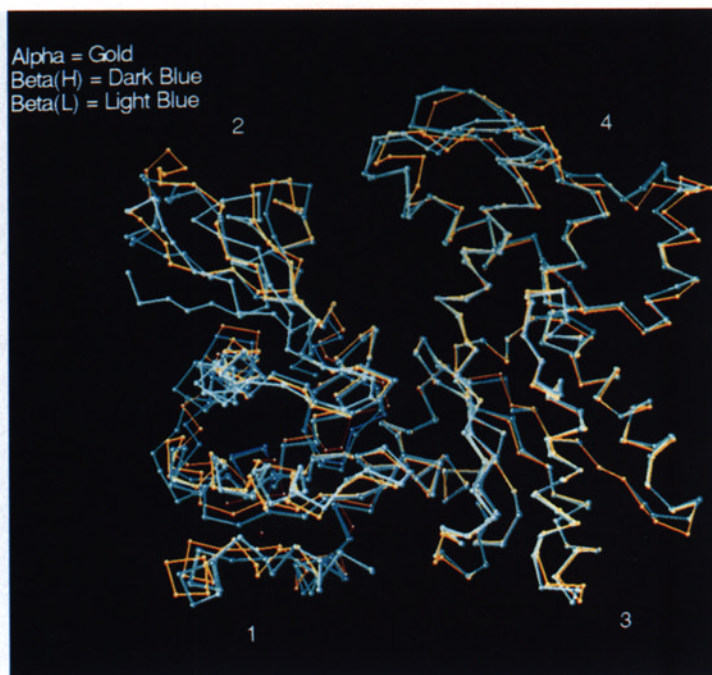 Alpha = Gold
Beta(H) = Dark Blue
Beta(L) = Light Blue
2
4
1
3